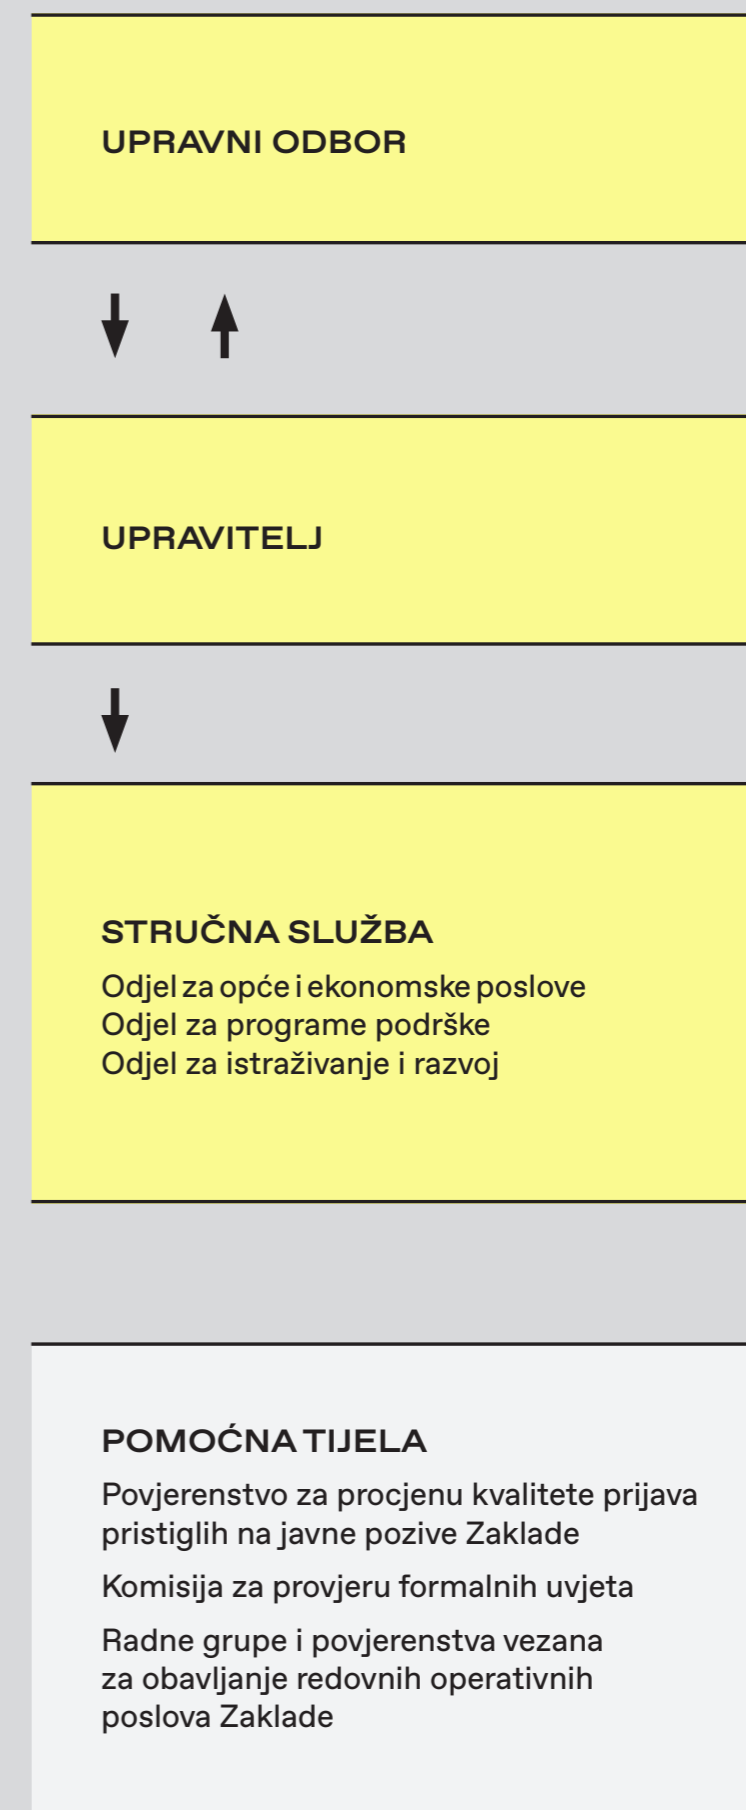 UPRAVNI ODBOR
UPRAVITELJ
STRUČNA SLUŽBA
Odjel za opće i ekonomske poslove
Odjel za programe podrške
Odjel za istraživanje i razvoj
POMOĆNA TIJELA
Povjerenstvo za procjenu kvalitete prijava
pristiglih na javne pozive Zaklade
Komisija za provjeru formalnih uvjeta
Radne grupe i povjerenstva vezana
za obavljanje redovnih operativnih
poslova Zaklade